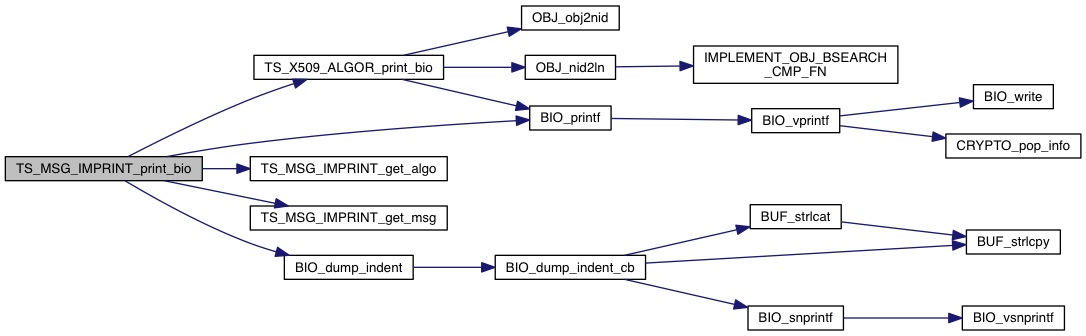 TS_MSG_IMPRINT_print_bio
TS_X509_ALGOR_print_bio
OBJ_obj2nid
OBJ_nid2ln
IMPLEMENT_OBJ_BSEARCH
_CMP_FN
BIO_printf
BIO_vprintf
BIO_write
CRYPTO_pop_info
TS_MSG_IMPRINT_get_algo
TS_MSG_IMPRINT_get_msg
BIO_dump_indent
BIO_dump_indent_cb
BUF_strlcat
BUF_strlcpy
BIO_snprintf
BIO_vsnprintf